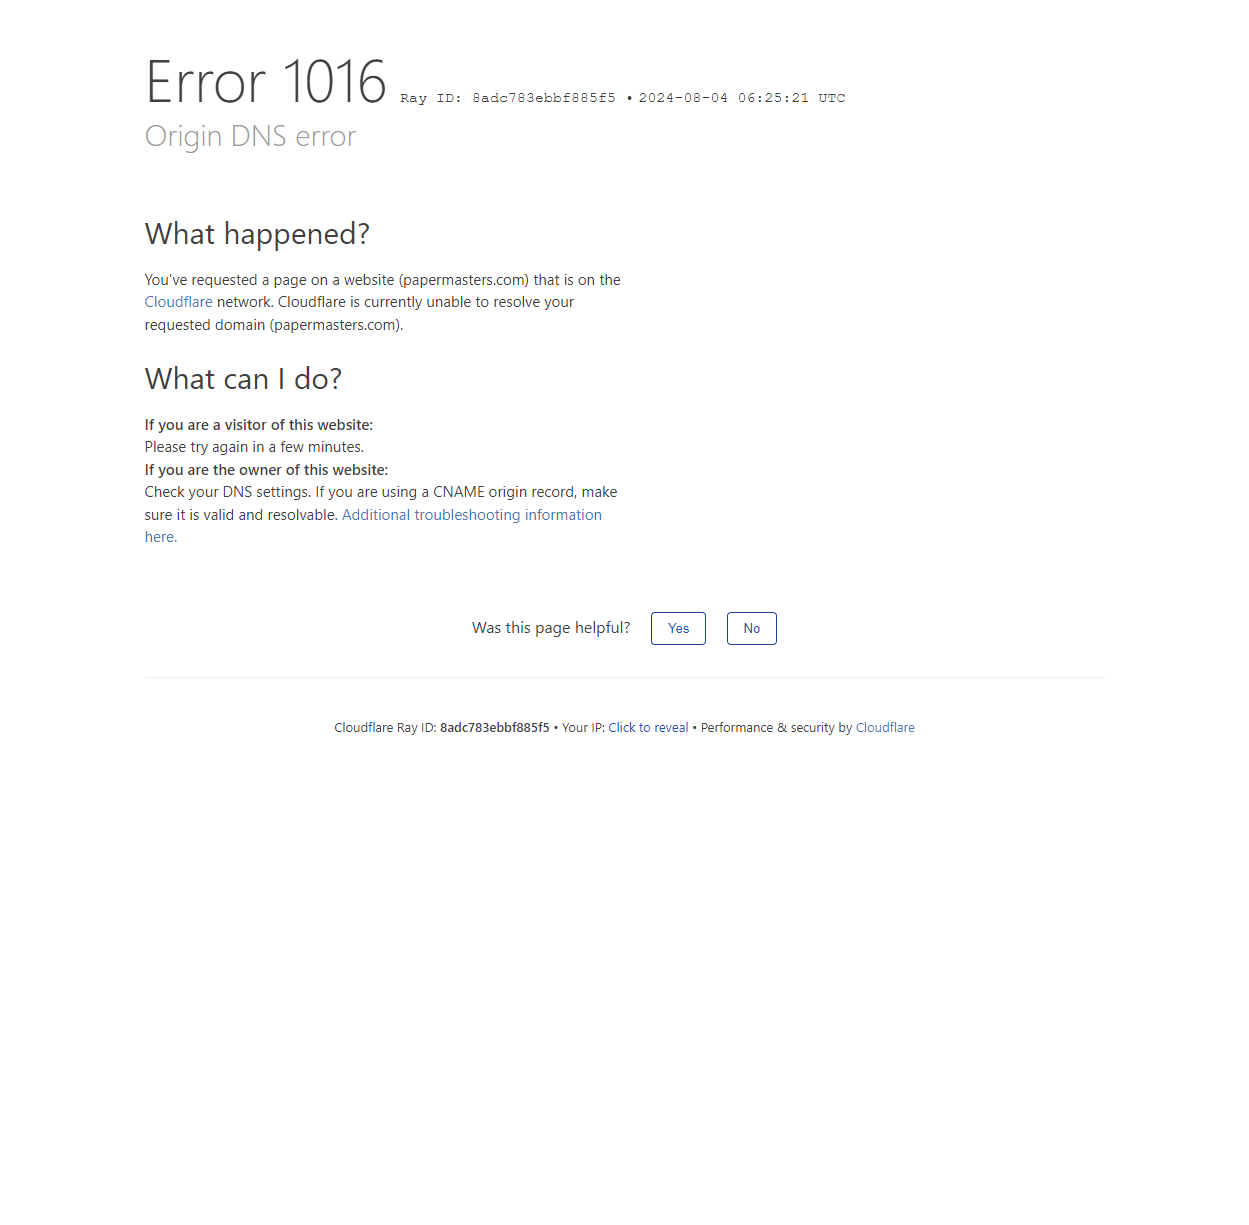 Error 1016 Ray ID: 8adc783ebbf885f5 • 2024-08-04 06:25:21 UTC
Origin DNS error
What happened?
You've requested a page on a website (papermasters.com) that is on the
Cloudflare network. Cloudflare is currently unable to resolve your
requested domain (papermasters.com).
What can I do?
If you are a visitor of this website:
Please try again in a few minutes.
If you are the owner of this website:
Check your DNS settings. If you are using a CNAME origin record, make
sure it is valid and resolvable. Additional troubleshooting information
here.
Was this page helpful? Yes No
Cloudflare Ray ID: 8adc783ebbf885f5 • Your IP: Click to reveal • Performance & security by Cloudflare